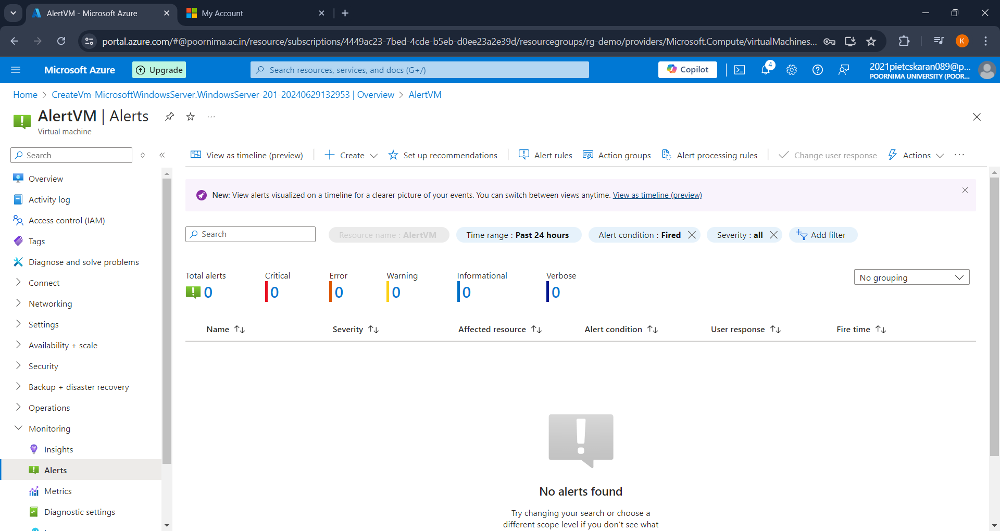 AlertVM - Microsoft Azure
My Account
portal.azure.com/#@poornima.ac.in/resource/subscriptions/4449ac23-7bed-4cde-b5eb-d0ee23a2e39d/resourcegroups/rg-demo/providers/Microsoft.Compute/virtualMachines...
K
Microsoft Azure
Upgrade
Search resources, services, and docs (G+/)
Copilot
4
2021pietcskaran089@p...
POORNIMA UNIVERSITY (POOR...
Home > CreateVm-MicrosoftWindowsServer.WindowsServer-201-20240629132953 | Overview > AlertVM
AlertVM | Alerts
Virtual machine
Search
View as timeline (preview)
Create
Set up recommendations
Alert rules
Action groups
Alert processing rules
Change user response
Actions
Overview
Activity log
Access control (IAM)
Tags
Diagnose and solve problems
Connect
Networking
Settings
Availability + scale
Security
Backup + disaster recovery
Operations
Monitoring
Insights
Alerts
Metrics
Diagnostic settings
New: View alerts visualized on a timeline for a clearer picture of your events. You can switch between views anytime. View as timeline (preview)
Search
Resource name : AlertVM
Time range : Past 24 hours
Alert condition : Fired
Severity : all
Add filter
Total alerts
0
Critical
0
Error
0
Warning
0
Informational
0
Verbose
0
No grouping
Name
Severity
Affected resource
Alert condition
User response
Fire time
No alerts found
Try changing your search or choose a
different scope level if you don't see what